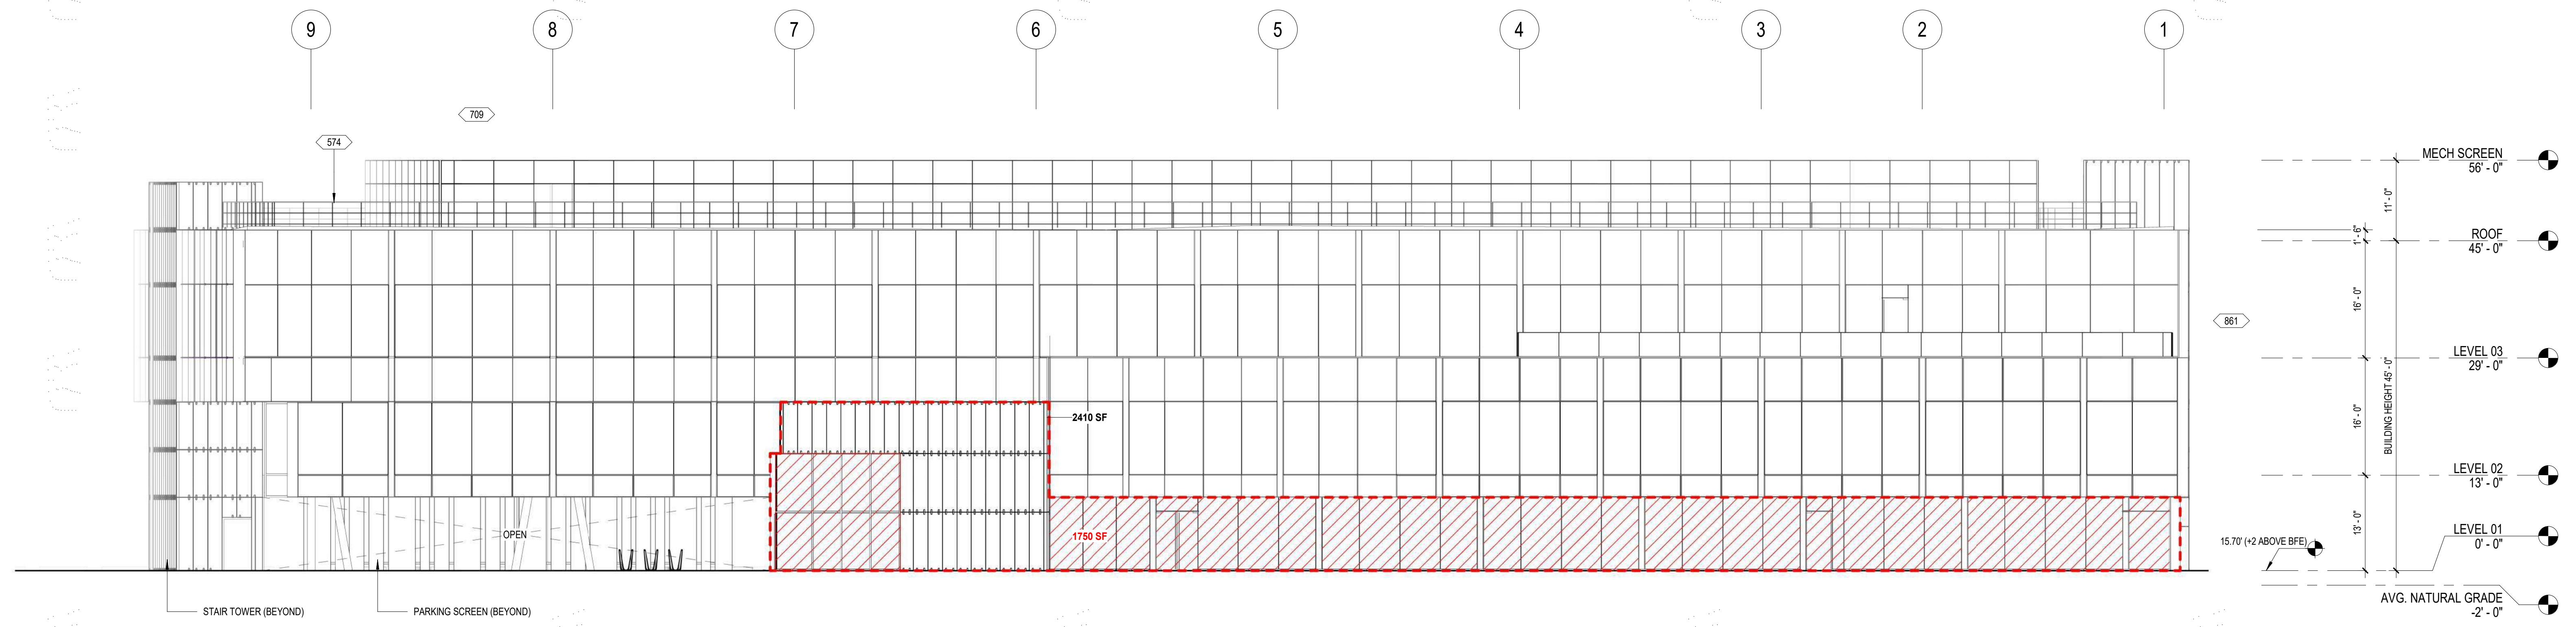 9 8 7 6 5 4 3 2 1
709
574
MECH SCREEN
56' - 0"
11' - 0"
1' - 6"
ROOF
45' - 0"
16' - 0"
861
LEVEL 03
29' - 0"
BUILDING HEIGHT 45' - 0"
16' - 0"
2410 SF
LEVEL 02
13' - 0"
13' - 0"
OPEN
1750 SF
LEVEL 01
0' - 0"
15.70' (+2 ABOVE BFE)
AVG. NATURAL GRADE
-2' - 0"
STAIR TOWER (BEYOND)
PARKING SCREEN (BEYOND)